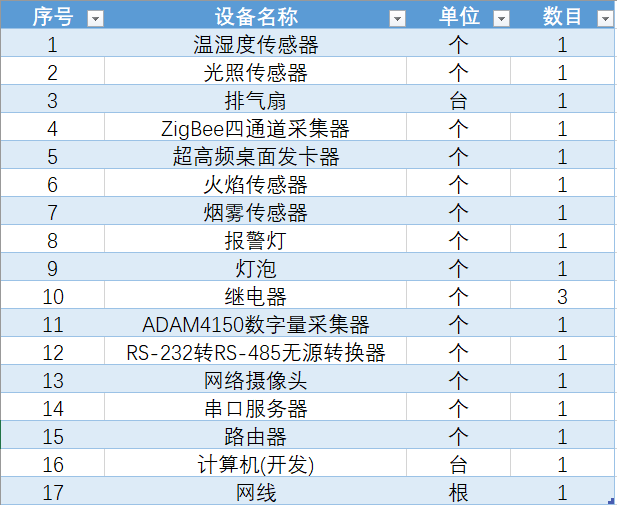 序号 设备名称 单位 数目
1 温湿度传感器 个 1
2 光照传感器 个 1
3 排气扇 台 1
4 ZigBee四通道采集器 个 1
5 超高频桌面发卡器 个 1
6 火焰传感器 个 1
7 烟雾传感器 个 1
8 报警灯 个 1
9 灯泡 个 1
10 继电器 个 3
11 ADAM4150数字量采集器 个 1
12 RS-232转RS-485无源转换器 个 1
13 网络摄像头 个 1
14 串口服务器 个 1
15 路由器 个 1
16 计算机(开发) 台 1
17 网线 根 1